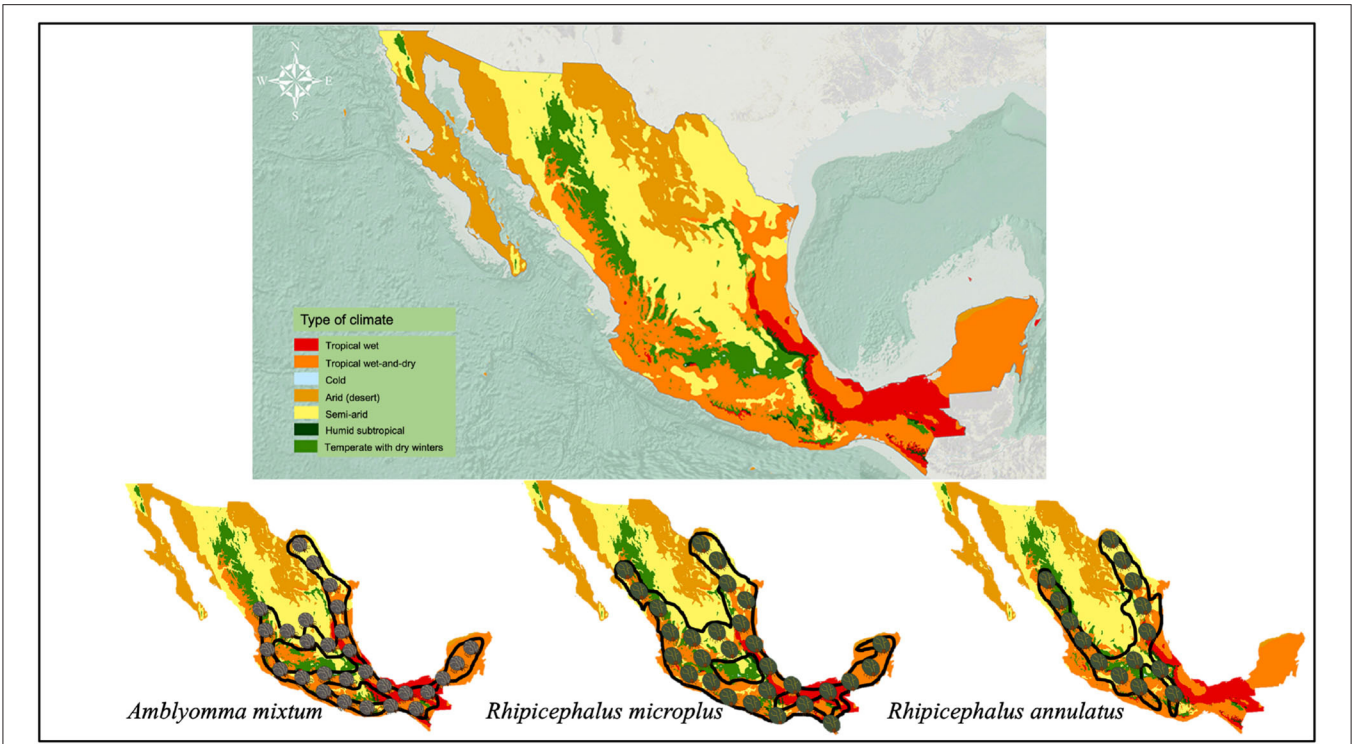 N
W E
S
Type of climate
Tropical wet
Tropical wet-and-dry
Cold
Arid (desert)
Semi-arid
Humid subtropical
Temperate with dry winters
Amblyomma mixtum
Rhipicephalus microplus
Rhipicephalus annulatus